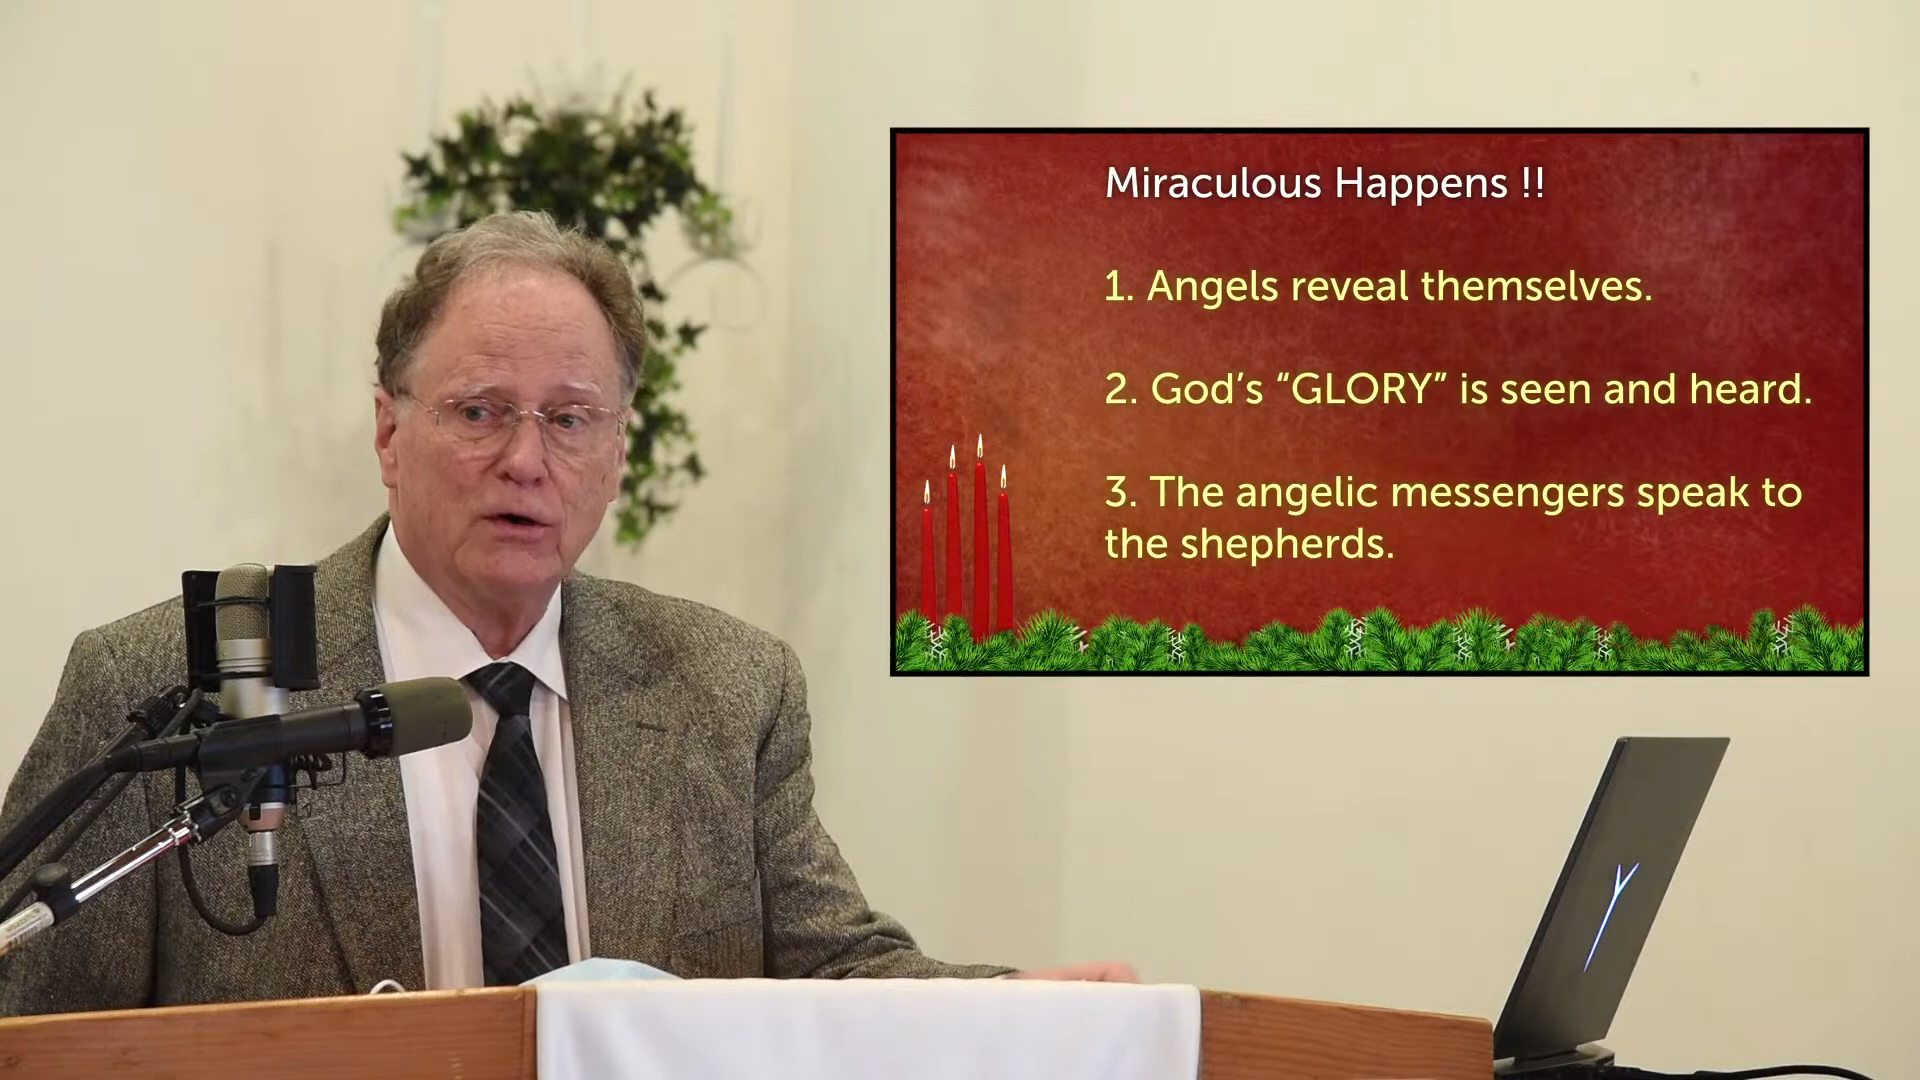 Miraculous Happens !!
1. Angels reveal themselves.
2. God’s “GLORY” is seen and heard.
3. The angelic messengers speak to
the shepherds.